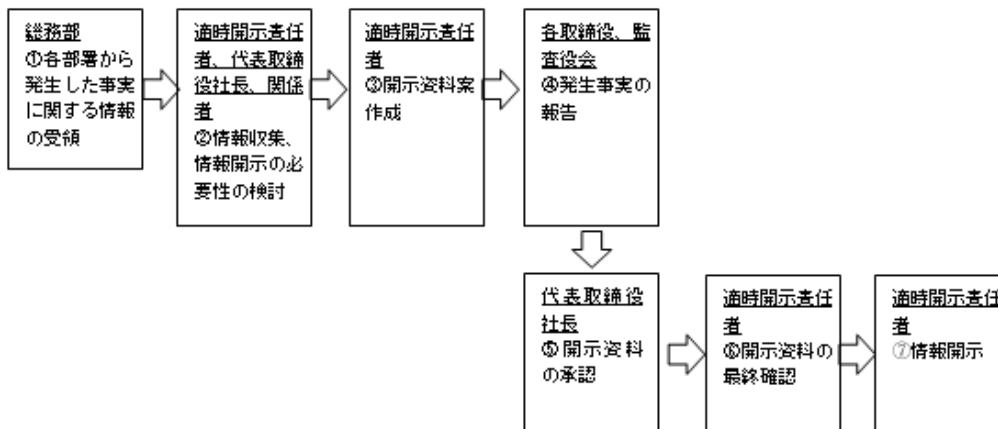 総務部
①各部署から
発生した事実
に関する情報
の受領
適時開示責任
者、代表取締
役社長、関係
者
②情報収集、
情報開示の必
要性の検討
適時開示責任
者
③開示資料案
作成
各取締役、監
査役会
④発生事実の
報告
代表取締役
社長
⑤開示資料
の承認
適時開示責任
者
⑥開示資料の
最終確認
適時開示責任
者
⑦情報開示